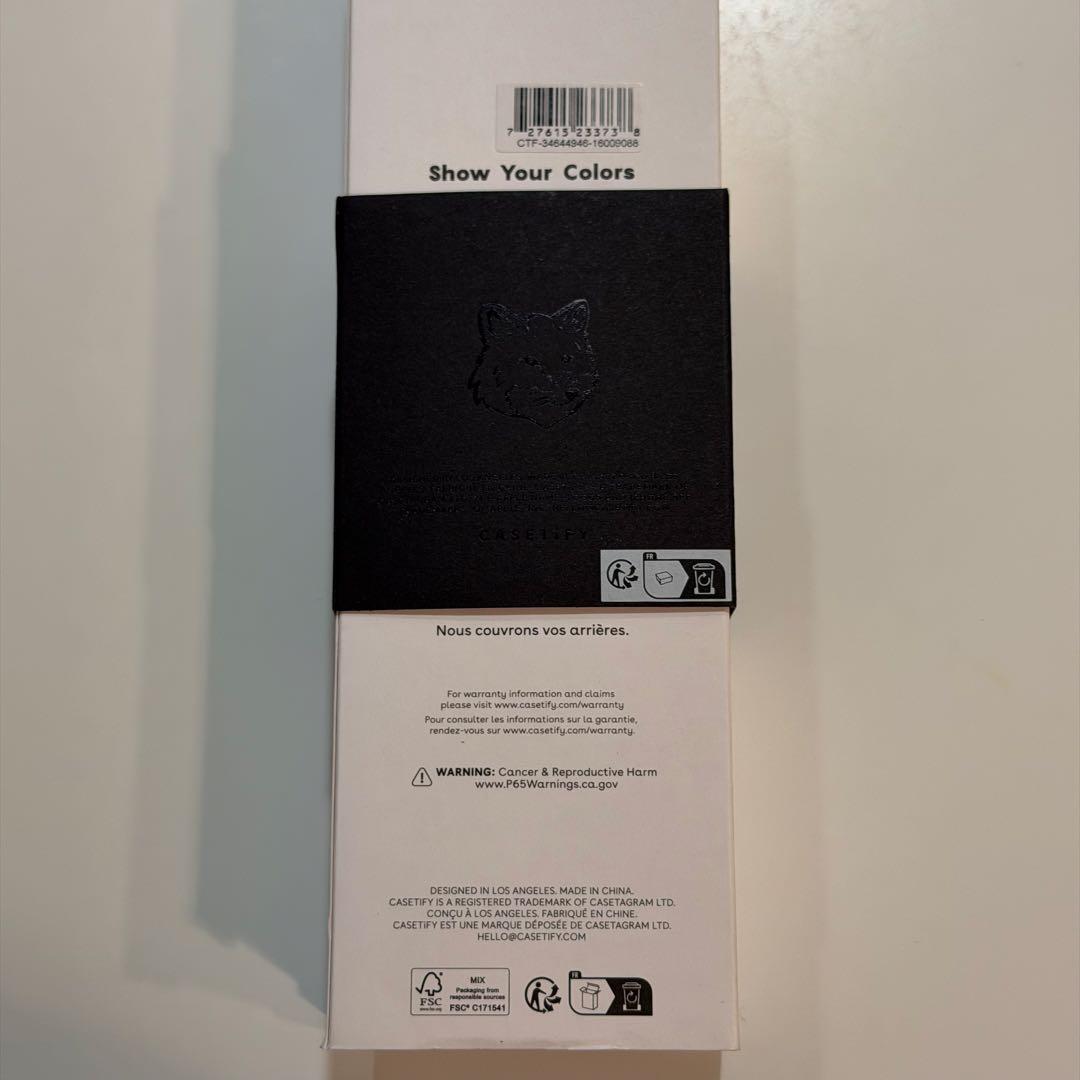 7 27615 23373 8
CTF-34644946-16009088
Show Your Colors
CASETiFY
FR
Nous couvrons vos arrières.
For warranty information and claims
please visit www.casetify.com/warranty
Pour consulter les informations sur la garantie,
rendez-vous sur www.casetify.com/warranty.
WARNING: Cancer & Reproductive Harm
www.P65Warnings.ca.gov
DESIGNED IN LOS ANGELES. MADE IN CHINA.
CASETIFY IS A REGISTERED TRADEMARK OF CASETAGRAM LTD.
CONÇU À LOS ANGELES. FABRIQUÉ EN CHINE.
CASETIFY EST UNE MARQUE DÉPOSÉE DE CASETAGRAM LTD.
HELLO@CASETIFY.COM
FSC
www.fsc.org
MIX
Packaging from
responsible sources
FSC® C171541
FR